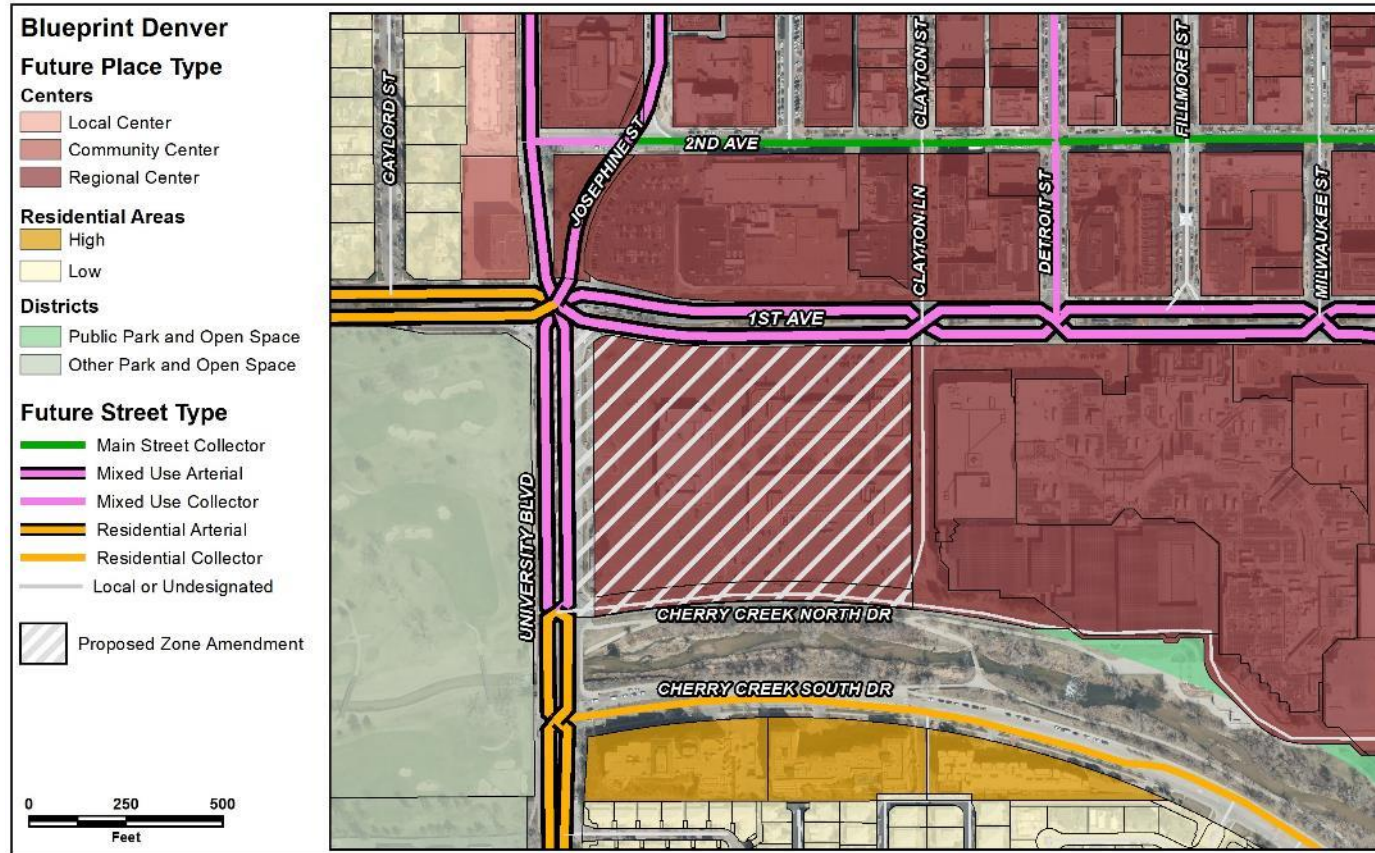 Blueprint Denver
Future Place Type
Centers
Local Center
Community Center
Regional Center
Residential Areas
High
Low
Districts
Public Park and Open Space
Other Park and Open Space
Future Street Type
Main Street Collector
Mixed Use Arterial
Mixed Use Collector
Residential Arterial
Residential Collector
Local or Undesignated
Proposed Zone Amendment
0 250 500
Feet
GAYLORD ST
JOSEPHINE ST
2ND AVE
CLAYTON ST
FILLMORE ST
CLAYTON LN
DETROIT ST
MILWAUKEE ST
1ST AVE
UNIVERSITY BLVD
CHERRY CREEK NORTH DR
CHERRY CREEK SOUTH DR